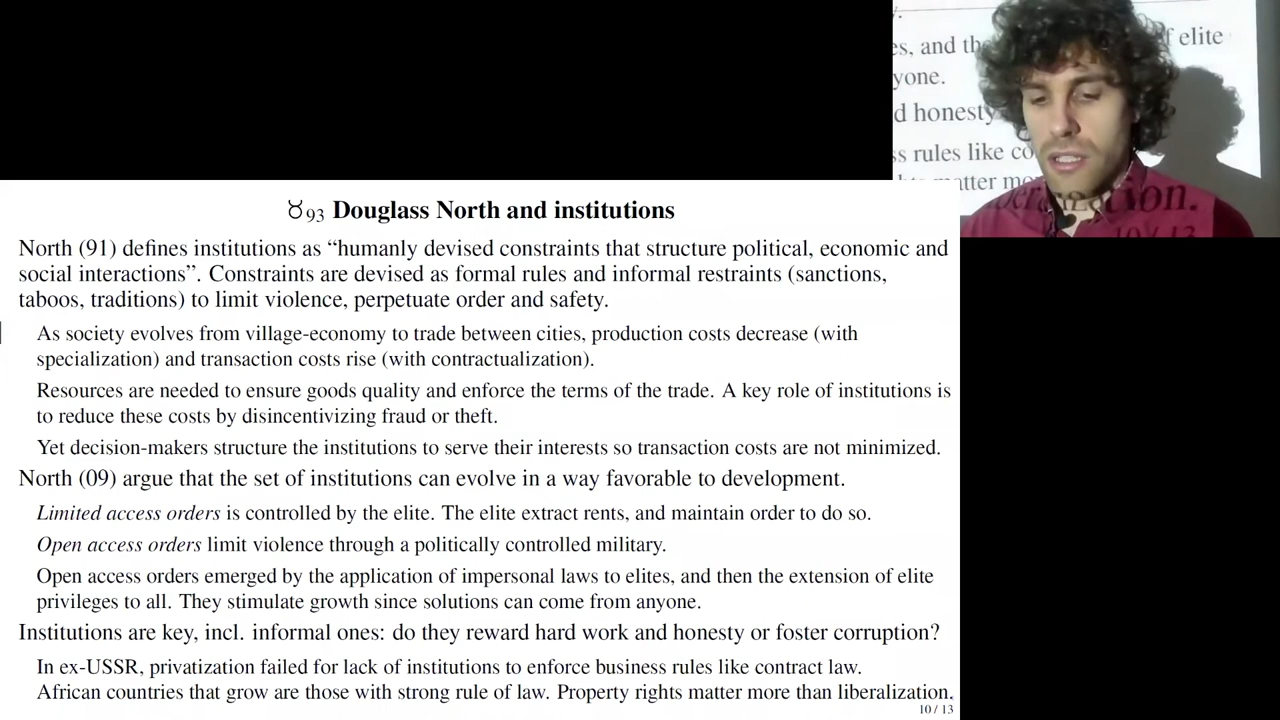 es, and the f elite
yone.
d honesty
ss rules like co
atter mo
eralization.
10 / 13
♉93 Douglass North and institutions
North (91) defines institutions as “humanly devised constraints that structure political, economic and
social interactions”. Constraints are devised as formal rules and informal restraints (sanctions,
taboos, traditions) to limit violence, perpetuate order and safety.
As society evolves from village-economy to trade between cities, production costs decrease (with
specialization) and transaction costs rise (with contractualization).
Resources are needed to ensure goods quality and enforce the terms of the trade. A key role of institutions is
to reduce these costs by disincentivizing fraud or theft.
Yet decision-makers structure the institutions to serve their interests so transaction costs are not minimized.
North (09) argue that the set of institutions can evolve in a way favorable to development.
Limited access orders is controlled by the elite. The elite extract rents, and maintain order to do so.
Open access orders limit violence through a politically controlled military.
Open access orders emerged by the application of impersonal laws to elites, and then the extension of elite
privileges to all. They stimulate growth since solutions can come from anyone.
Institutions are key, incl. informal ones: do they reward hard work and honesty or foster corruption?
In ex-USSR, privatization failed for lack of institutions to enforce business rules like contract law.
African countries that grow are those with strong rule of law. Property rights matter more than liberalization.
10 / 13